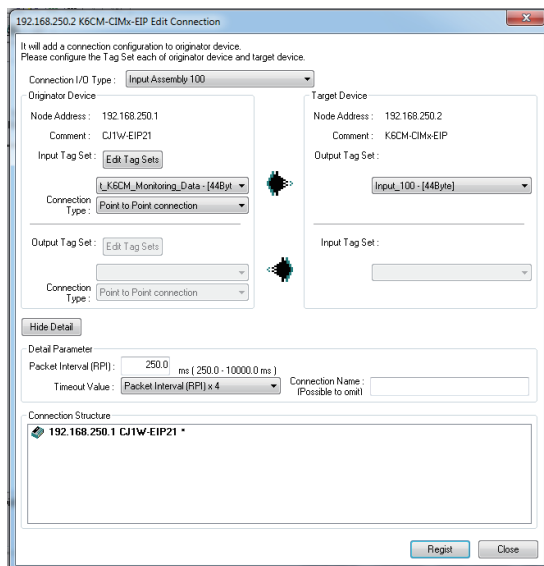 192.168.250.2 K6CM-CIMx-EIP Edit Connection
It will add a connection configuration to originator device.
Please configure the Tag Set each of originator device and target device.
Connection I/O Type : Input Assembly 100
Originator Device
Node Address : 192.168.250.1
Comment : CJ1W-EIP21
Input Tag Set : Edit Tag Sets
t_K6CM_Monitoring_Data - [44Byt
Connection Type : Point to Point connection
Output Tag Set : Edit Tag Sets
Connection Type : Point to Point connection
Target Device
Node Address : 192.168.250.2
Comment : K6CM-CIMx-EIP
Output Tag Set :
Input_100 - [44Byte]
Input Tag Set :
Hide Detail
Detail Parameter
Packet Interval (RPI) : 250.0 ms ( 250.0 - 10000.0 ms )
Timeout Value : Packet Interval (RPI) x 4
Connection Name :
(Possible to omit)
Connection Structure
192.168.250.1 CJ1W-EIP21 *
Regist Close